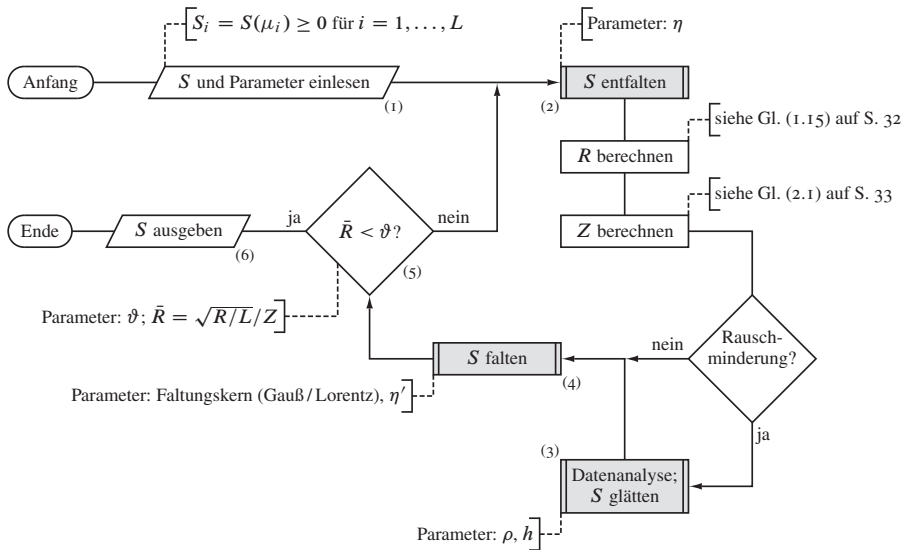 S_i = S(μ_i) ≥ 0 für i = 1, . . . , L
Parameter: η
Anfang
S und Parameter einlesen
(1)
(2)
S entfalten
siehe Gl. (1.15) auf S. 32
R berechnen
siehe Gl. (2.1) auf S. 33
Z berechnen
Ende
S ausgeben
(6)
ja
R̄ < ϑ?
nein
(5)
Parameter: ϑ; R̄ = √R/L/Z
Rausch-
minderung?
nein
ja
S falten
(4)
Parameter: Faltungskern (Gauß / Lorentz), η′
(3)
Datenanalyse;
S glätten
Parameter: ρ, h